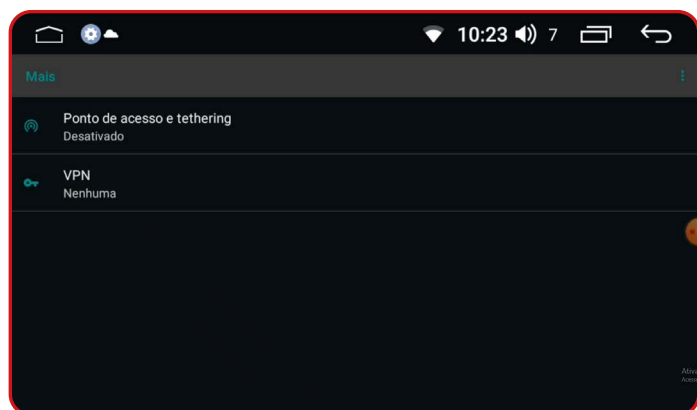 10:23 7
Mais
Ponto de acesso e tethering
Desativado
VPN
Nenhuma